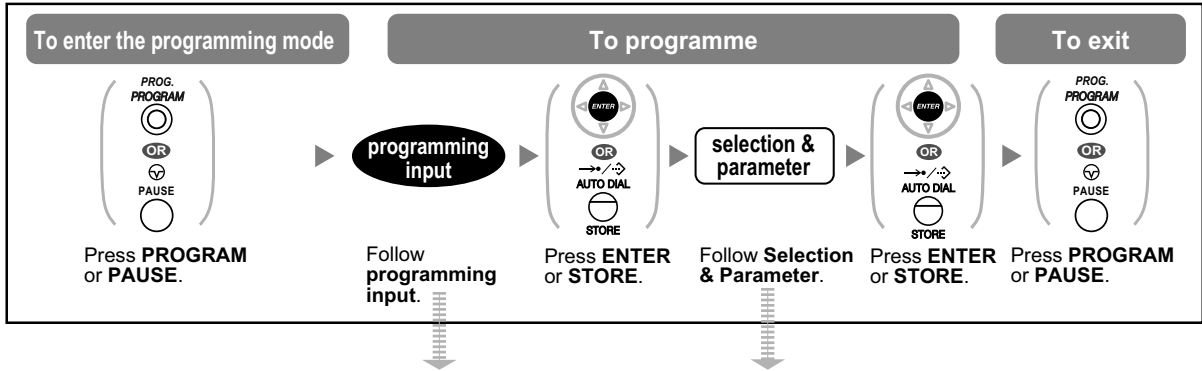 To enter the programming mode
To programme
To exit
PROG.
PROGRAM
OR
PAUSE
Press PROGRAM
or PAUSE.
programming
input
Follow
programming
input.
ENTER
OR
AUTO DIAL
STORE
Press ENTER
or STORE.
selection &
parameter
Follow Selection
& Parameter.
ENTER
OR
AUTO DIAL
STORE
Press ENTER
or STORE.
PROG.
PROGRAM
OR
PAUSE
Press PROGRAM
or PAUSE.